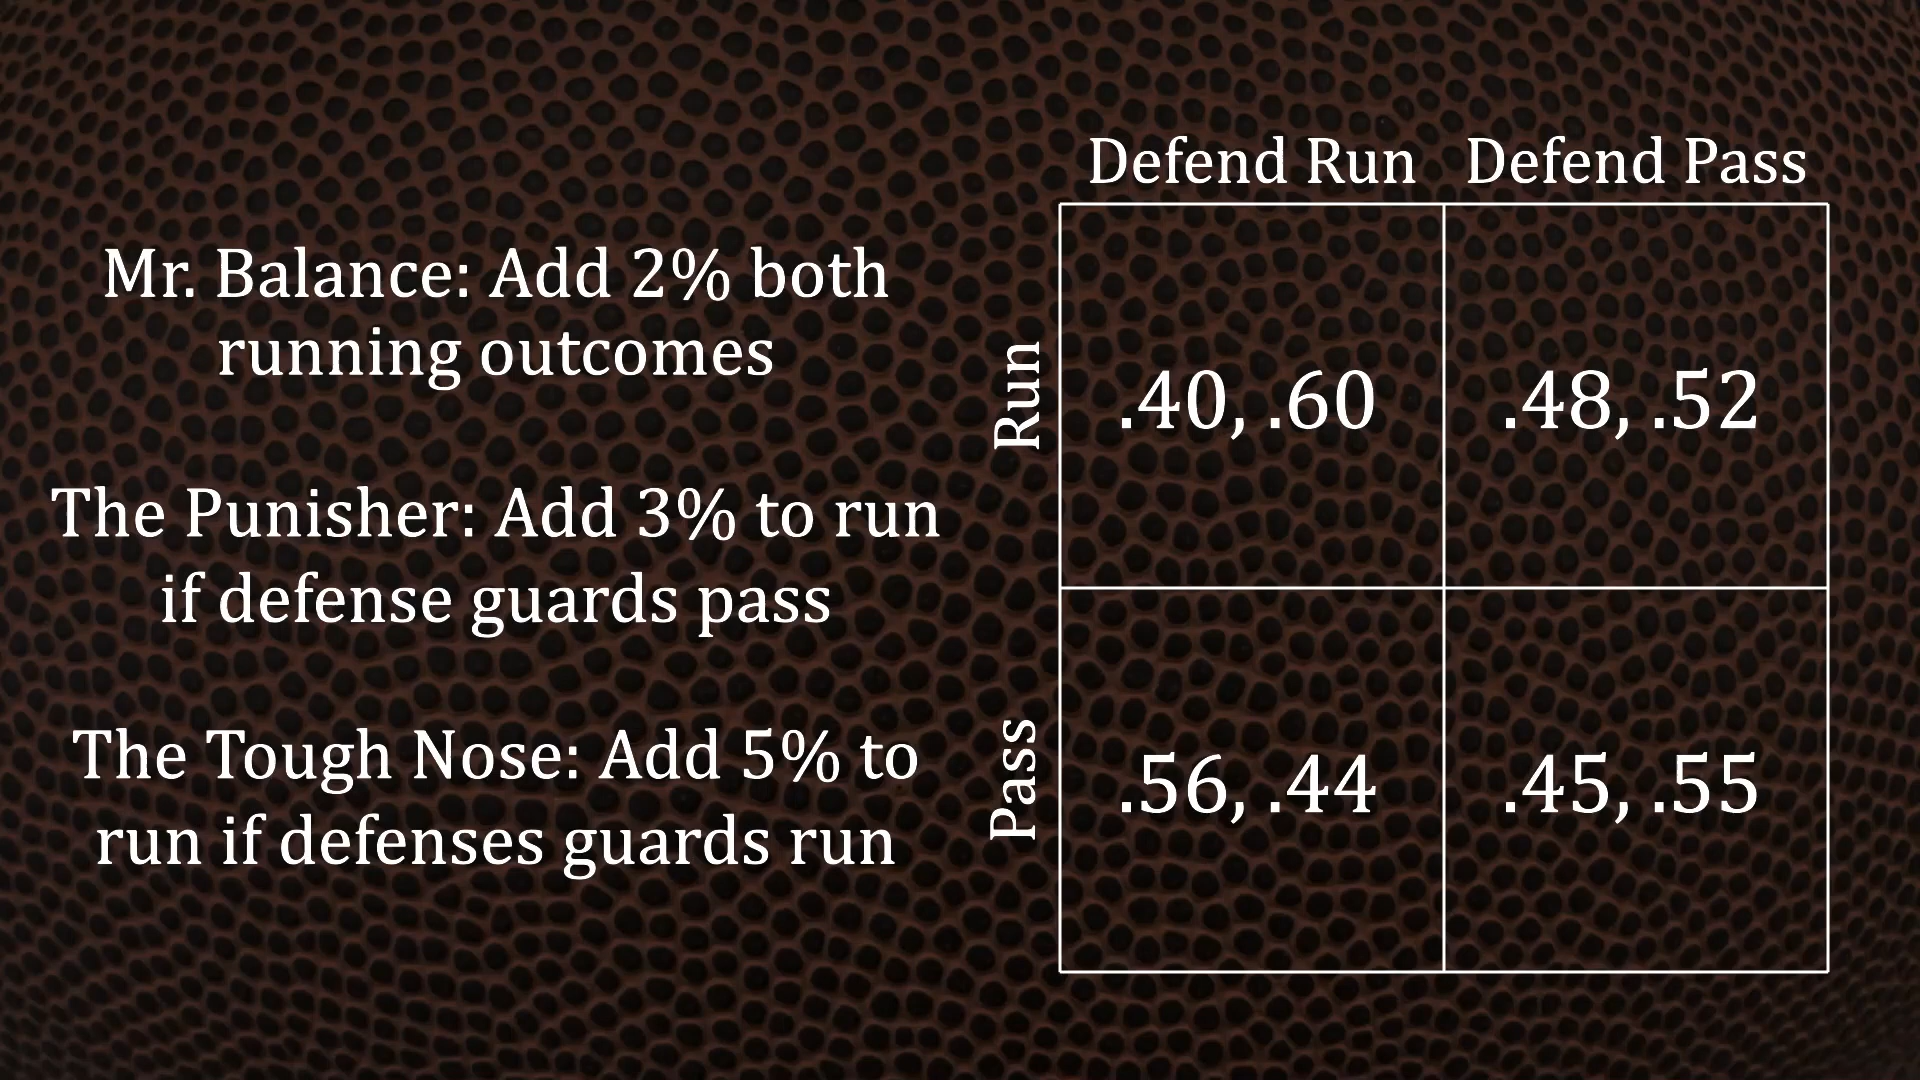 Mr. Balance: Add 2% both
running outcomes
The Punisher: Add 3% to run
if defense guards pass
The Tough Nose: Add 5% to
run if defenses guards run
Defend Run Defend Pass
Run
.40, .60 .48, .52
Pass
.56, .44 .45, .55